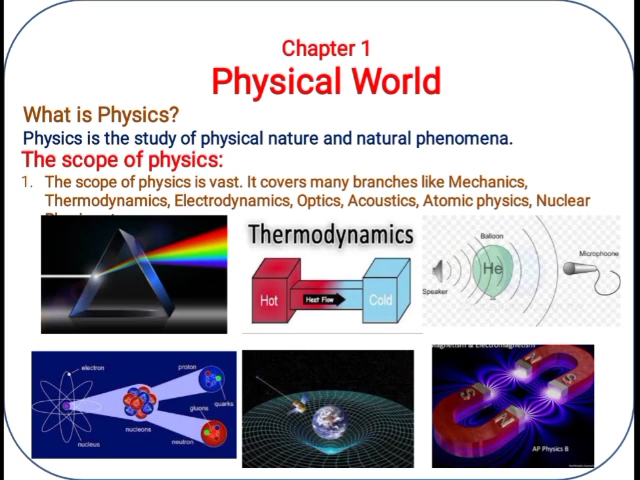 Chapter 1
Physical World
What is Physics?
Physics is the study of physical nature and natural phenomena.
The scope of physics:
1. The scope of physics is vast. It covers many branches like Mechanics,
Thermodynamics, Electrodynamics, Optics, Acoustics, Atomic physics, Nuclear
Thermodynamics
Hot
Heat Flow
Cold
Balloon
He
Speaker
Microphoone
electron
proton
quarks
gluons
nucleons
nucleus
neutron
& Electromagnetism
S
N
N
S
AP Physics B